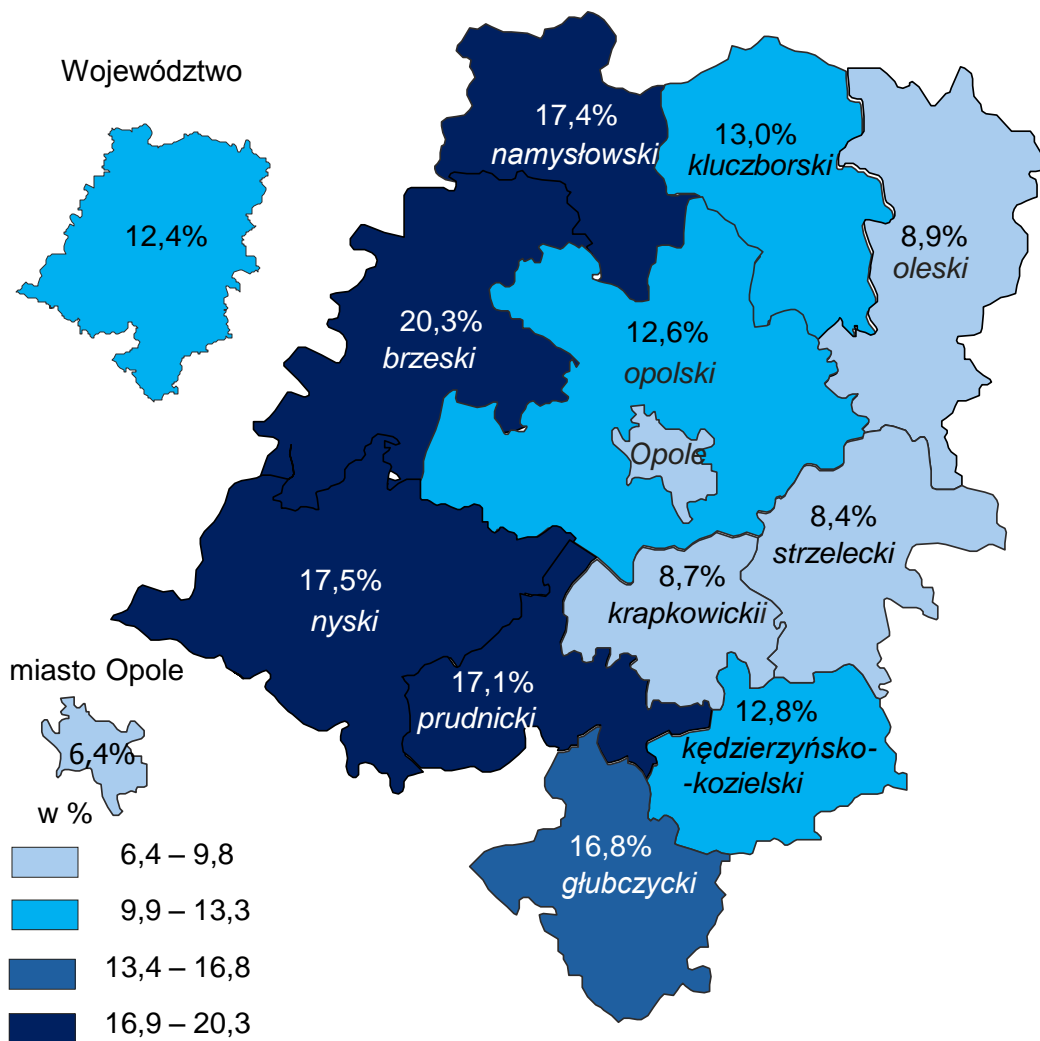 Województwo
12,4%
17,4%
namysłowski
13,0%
kluczborski
8,9%
oleski
20,3%
brzeski
12,6%
opolski
Opole
8,4%
strzelecki
17,5%
nyski
8,7%
krapkowickii
17,1%
prudnicki
12,8%
kędzierzyńsko-
-kozielski
16,8%
głubczycki
miasto Opole
6,4%
w %
6,4 – 9,8
9,9 – 13,3
13,4 – 16,8
16,9 – 20,3